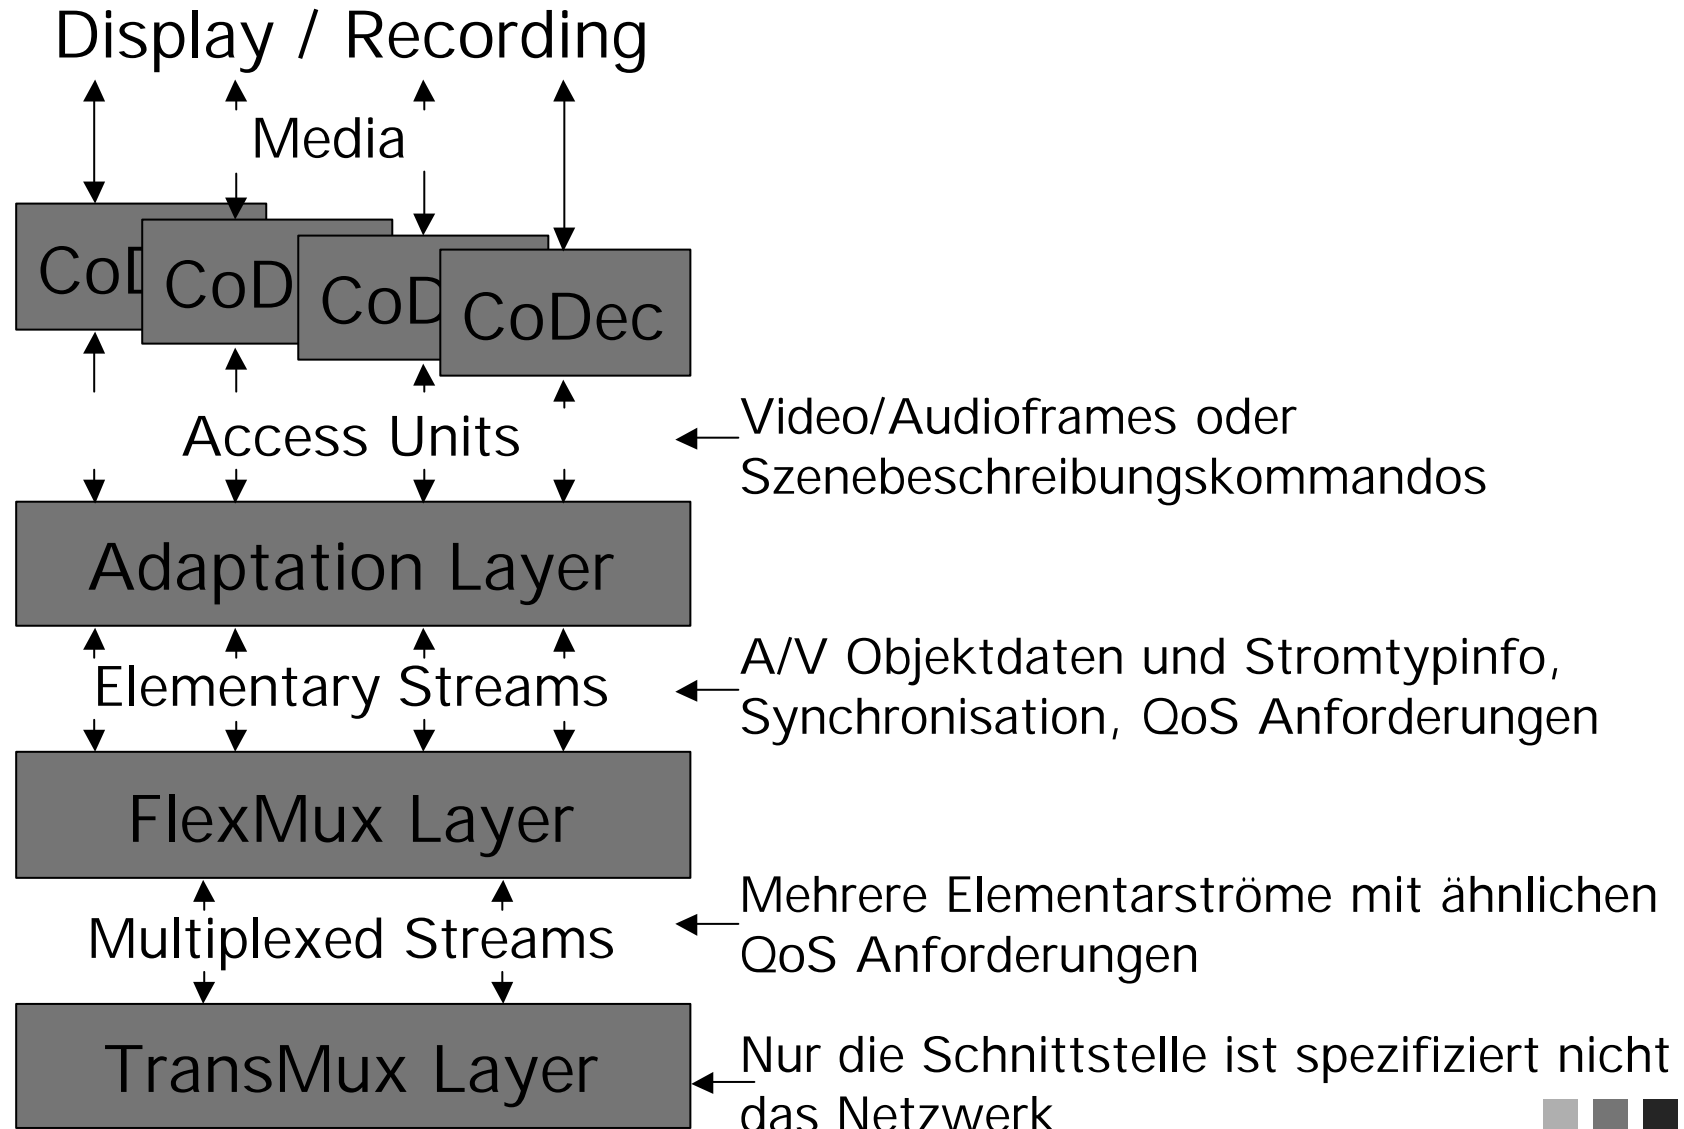 Display / Recording
Media
CoD
CoD
CoD
CoDec
Access Units
Video/Audioframes oder
Szenebeschreibungskommandos
Adaptation Layer
Elementary Streams
A/V Objektdaten und Stromtypinfo,
Synchronisation, QoS Anforderungen
FlexMux Layer
Multiplexed Streams
Mehrere Elementarströme mit ähnlichen
QoS Anforderungen
TransMux Layer
Nur die Schnittstelle ist spezifiziert nicht
das Netzwerk